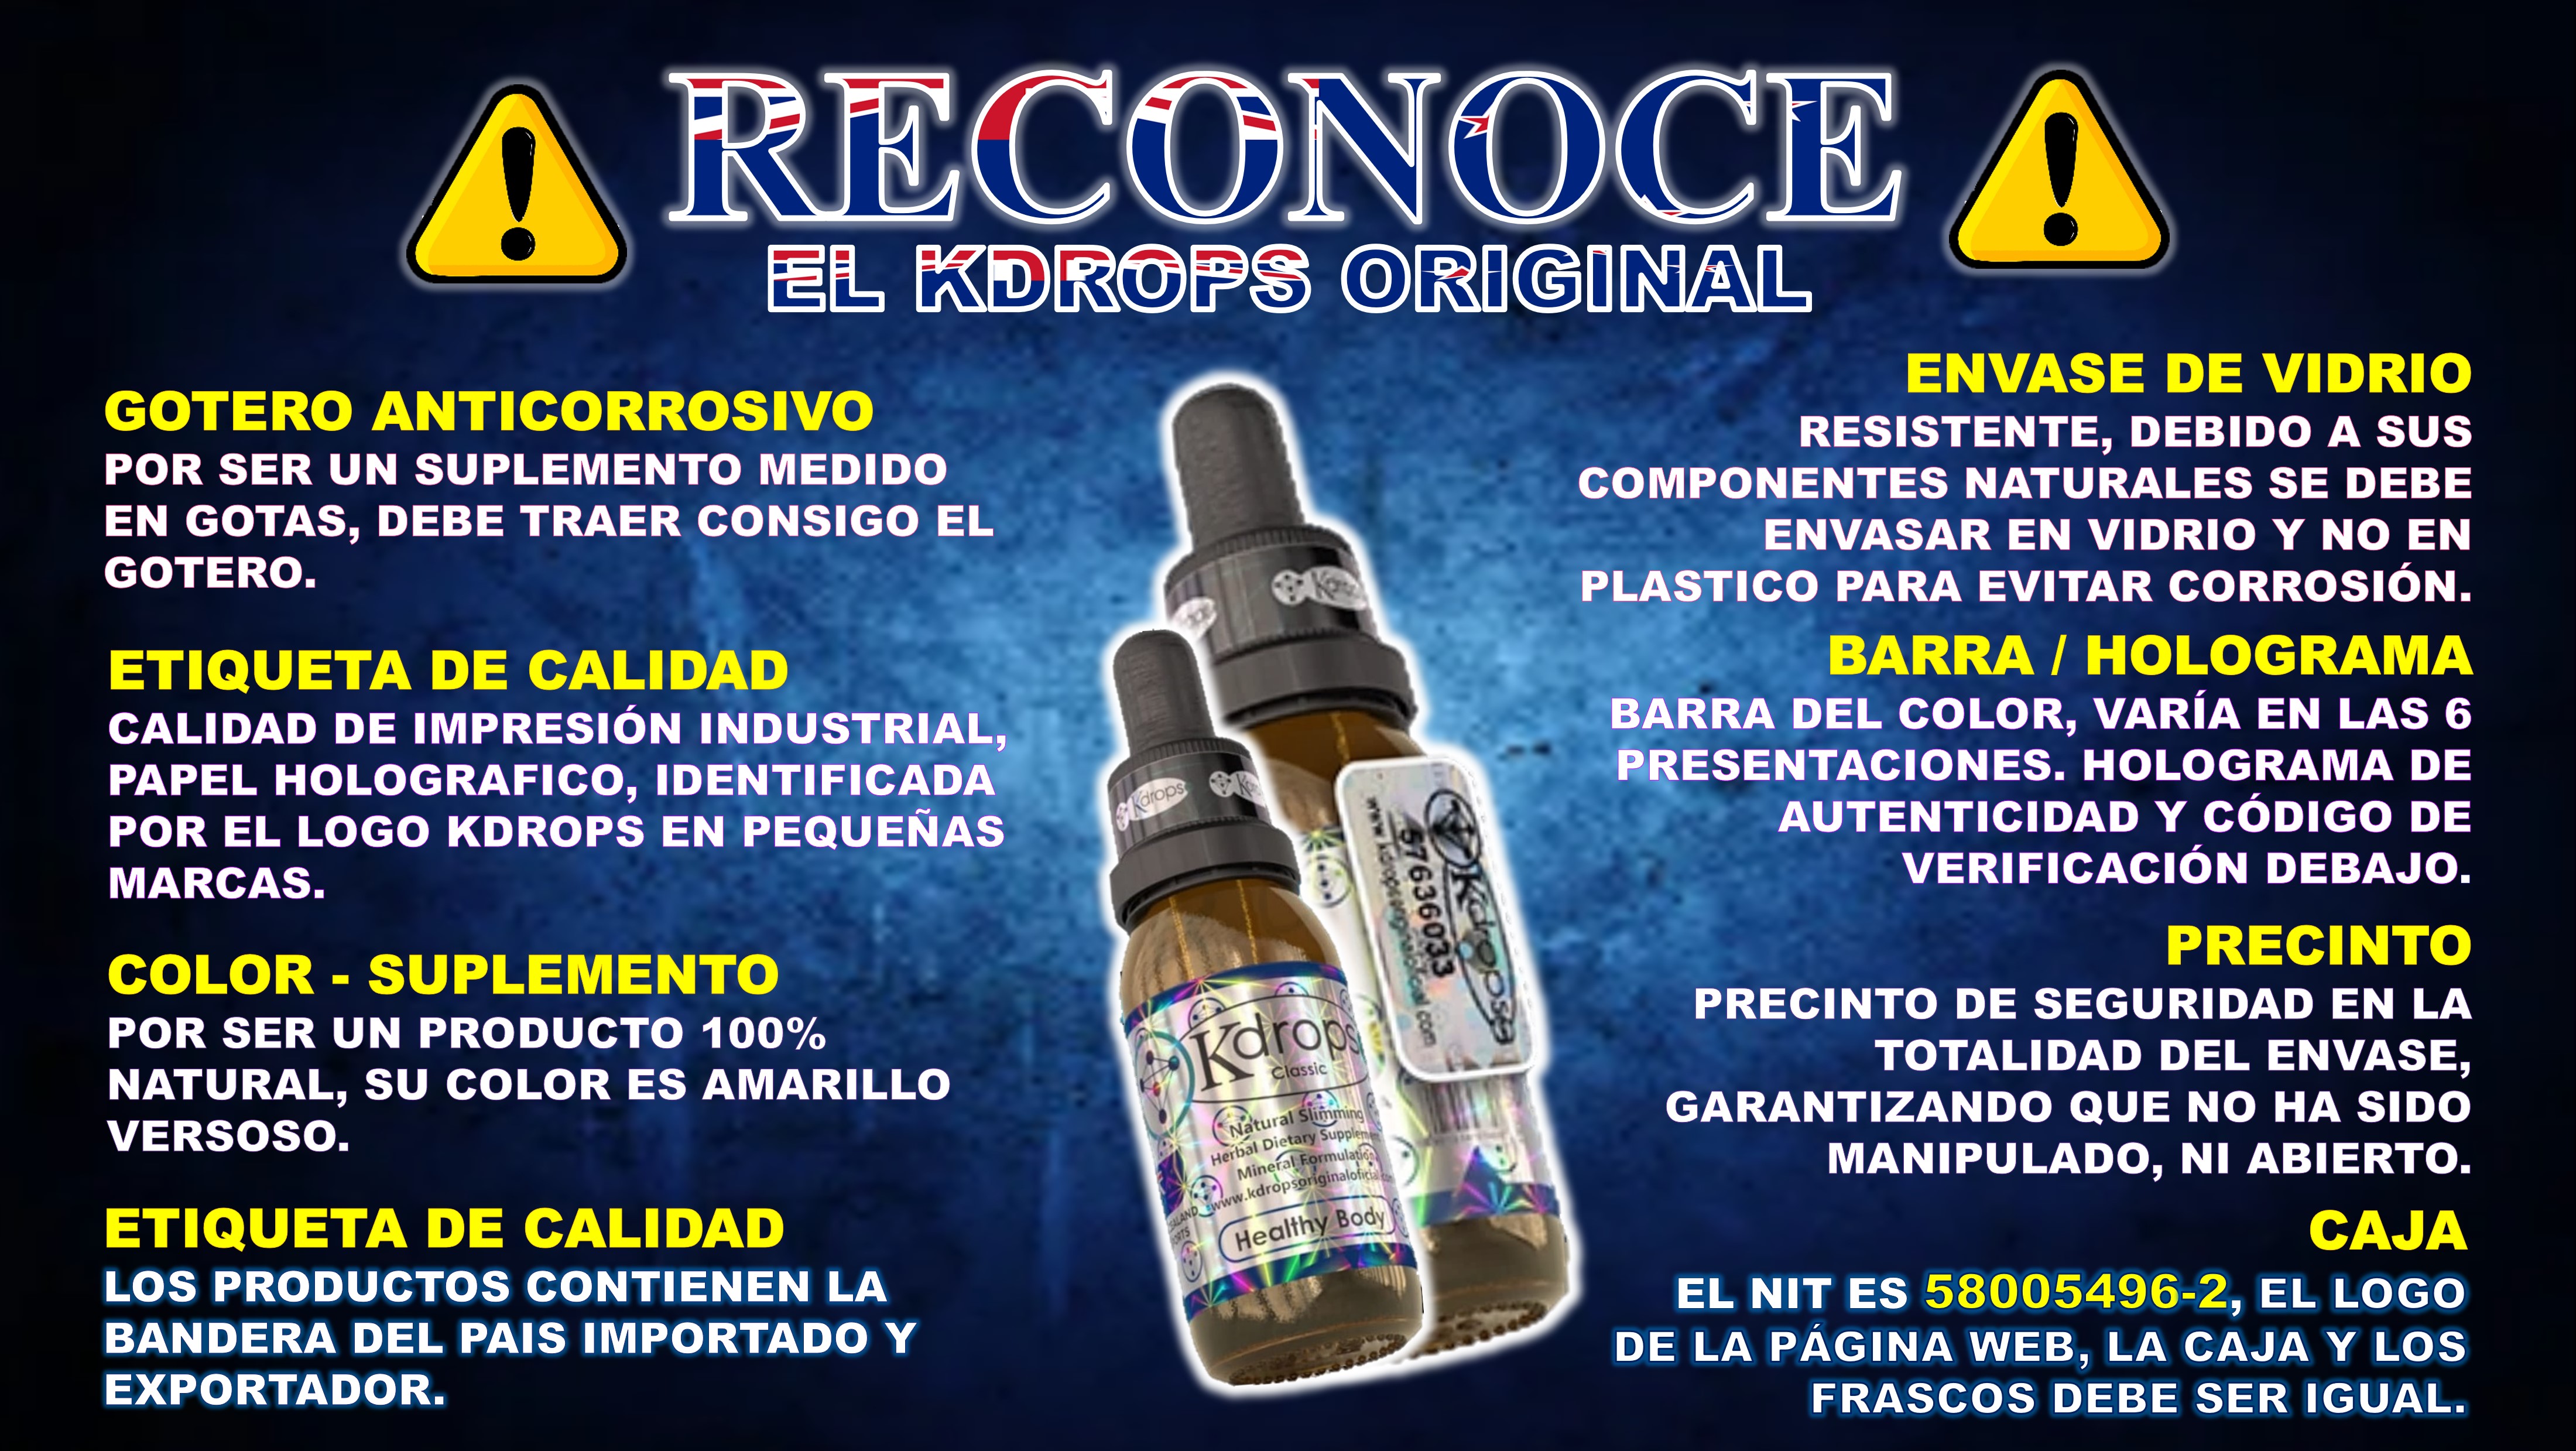 RECONOCE
EL KDROPS ORIGINAL
GOTERO ANTICORROSIVO
POR SER UN SUPLEMENTO MEDIDO
EN GOTAS, DEBE TRAER CONSIGO EL
GOTERO.
ETIQUETA DE CALIDAD
CALIDAD DE IMPRESIÓN INDUSTRIAL,
PAPEL HOLOGRAFICO, IDENTIFICADA
POR EL LOGO KDROPS EN PEQUEÑAS
MARCAS.
COLOR - SUPLEMENTO
POR SER UN PRODUCTO 100%
NATURAL, SU COLOR ES AMARILLO
VERSOSO.
ETIQUETA DE CALIDAD
LOS PRODUCTOS CONTIENEN LA
BANDERA DEL PAIS IMPORTADO Y
EXPORTADOR.
Kdrops
Kdrops
Kdrops
57636033
Kdrops
Classic
Natural Slimming
Herbal Dietary Supplem
Mineral Formulatio
www.kdropsoriginaloficial.com
Healthy Body
ENVASE DE VIDRIO
RESISTENTE, DEBIDO A SUS
COMPONENTES NATURALES SE DEBE
ENVASAR EN VIDRIO Y NO EN
PLASTICO PARA EVITAR CORROSIÓN.
BARRA / HOLOGRAMA
BARRA DEL COLOR, VARÍA EN LAS 6
PRESENTACIONES. HOLOGRAMA DE
AUTENTICIDAD Y CÓDIGO DE
VERIFICACIÓN DEBAJO.
PRECINTO
PRECINTO DE SEGURIDAD EN LA
TOTALIDAD DEL ENVASE,
GARANTIZANDO QUE NO HA SIDO
MANIPULADO, NI ABIERTO.
CAJA
EL NIT ES 58005496-2, EL LOGO
DE LA PÁGINA WEB, LA CAJA Y LOS
FRASCOS DEBE SER IGUAL.